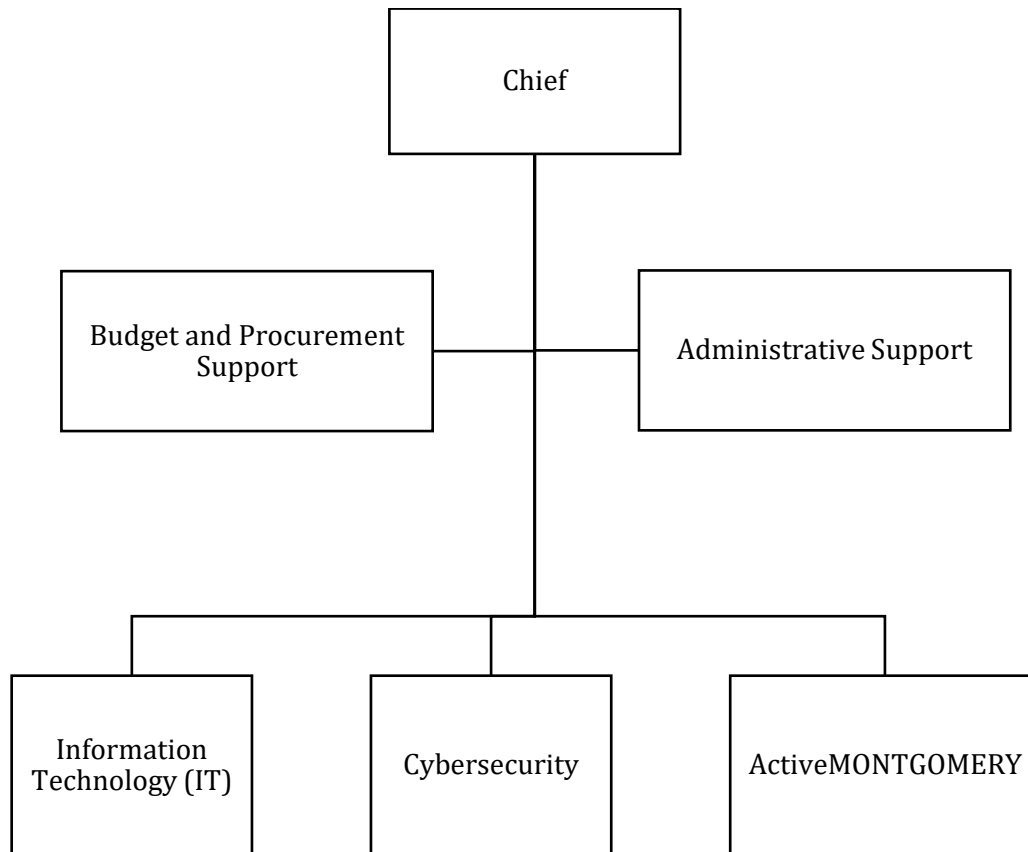 Chief
Budget and Procurement
Support
Administrative Support
Information
Technology (IT)
Cybersecurity
ActiveMONTGOMERY